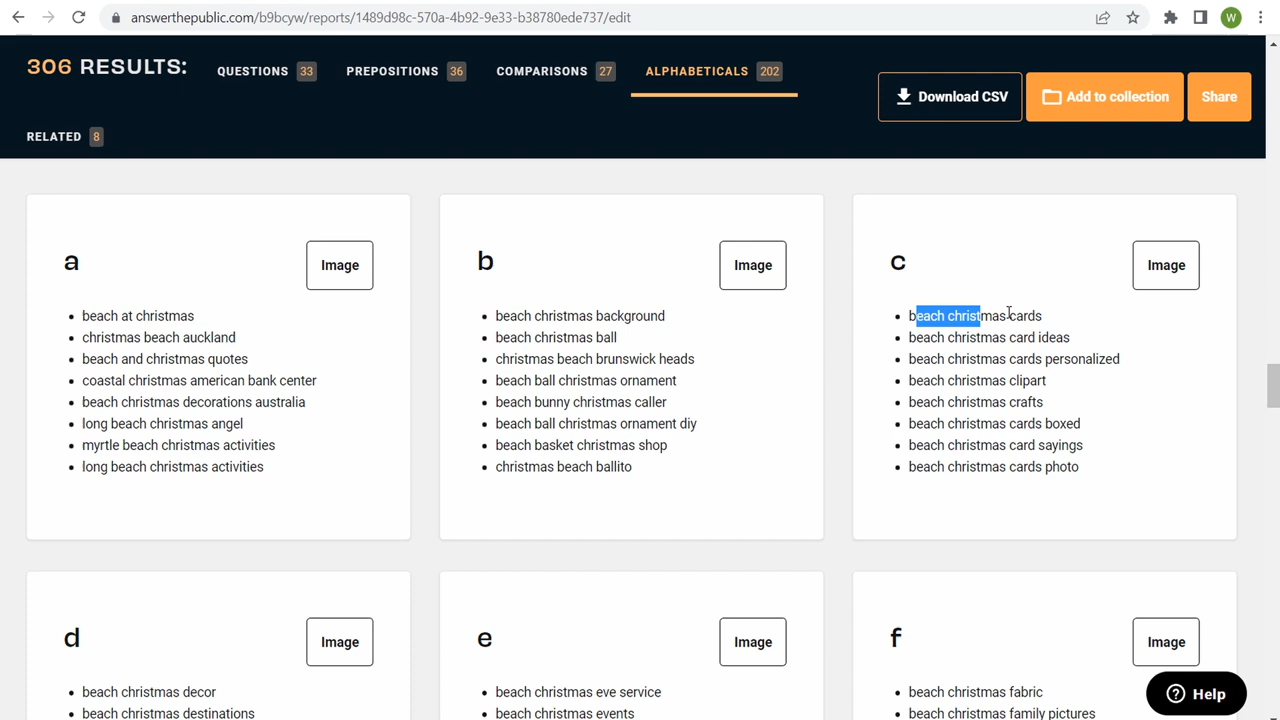 answerthepublic.com/b9bcyw/reports/1489d98c-570a-4b92-9e33-b38780ede737/edit
W
306 RESULTS:
QUESTIONS 33
PREPOSITIONS 36
COMPARISONS 27
ALPHABETICALS 202
Download CSV
Add to collection
Share
RELATED 8
a
Image
beach at christmas
christmas beach auckland
beach and christmas quotes
coastal christmas american bank center
beach christmas decorations australia
long beach christmas angel
myrtle beach christmas activities
long beach christmas activities
b
Image
beach christmas background
beach christmas ball
christmas beach brunswick heads
beach ball christmas ornament
beach bunny christmas caller
beach ball christmas ornament diy
beach basket christmas shop
christmas beach ballito
c
Image
beach christmas cards
beach christmas card ideas
beach christmas cards personalized
beach christmas clipart
beach christmas crafts
beach christmas cards boxed
beach christmas card sayings
beach christmas cards photo
d
Image
beach christmas decor
beach christmas destinations
e
Image
beach christmas eve service
beach christmas events
f
Image
beach christmas fabric
beach christmas family pictures
Help